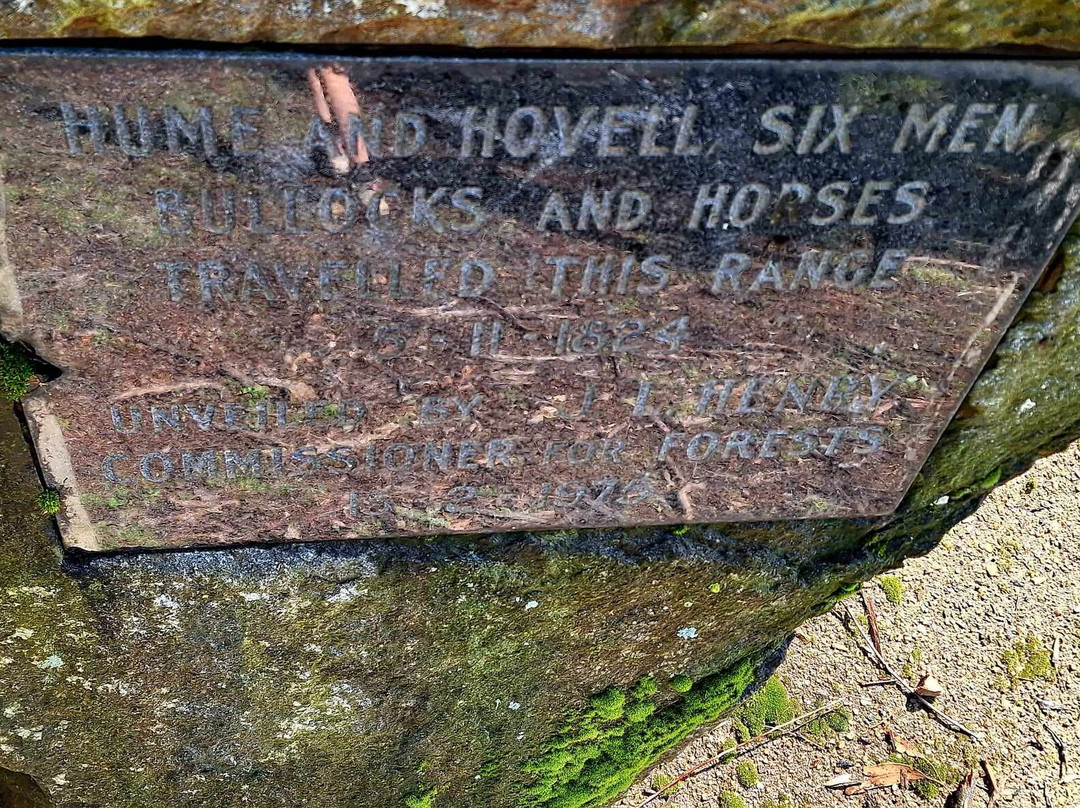 HUME AND HOVELL, SIX MEN,
BULLOCKS AND HORSES
TRAVELLED THIS RANGE
5-11-1824
UNVEILED BY J L HENRY
COMMISSIONER FOR FORESTS